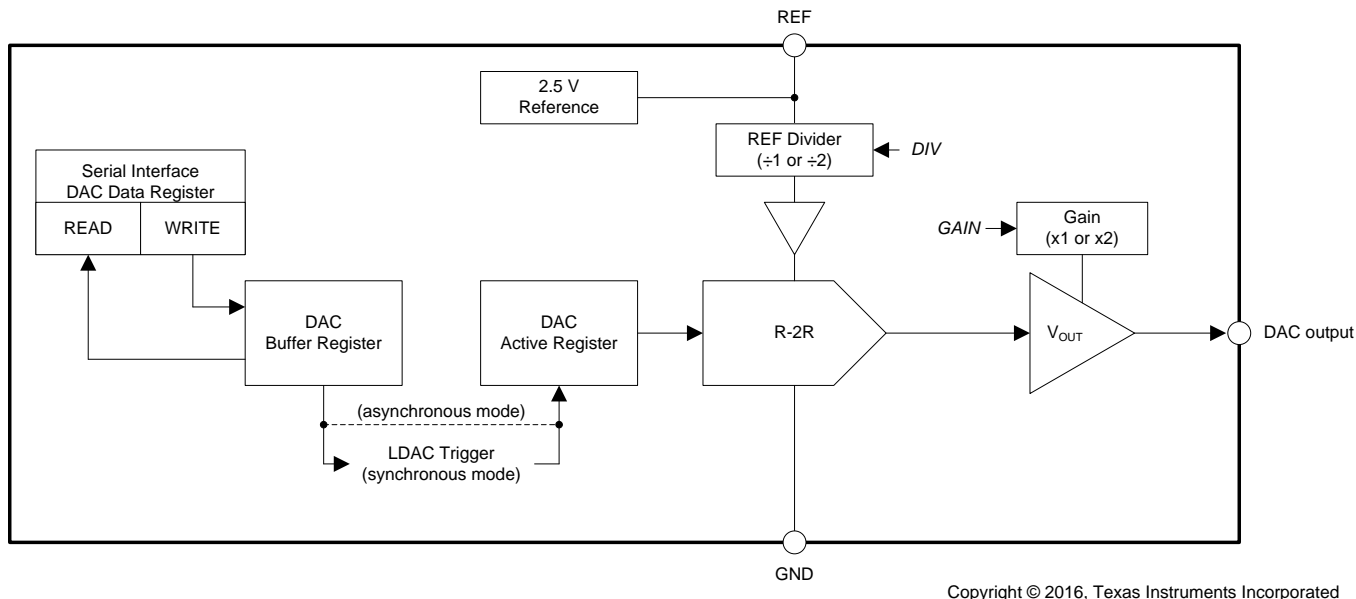 REF
2.5 V
Reference
REF Divider
(÷1 or ÷2)
DIV
Serial Interface
DAC Data Register
READ
WRITE
GAIN
Gain
(x1 or x2)
DAC
Buffer Register
DAC
Active Register
R-2R
VOUT
DAC output
(asynchronous mode)
LDAC Trigger
(synchronous mode)
GND
Copyright © 2016, Texas Instruments Incorporated